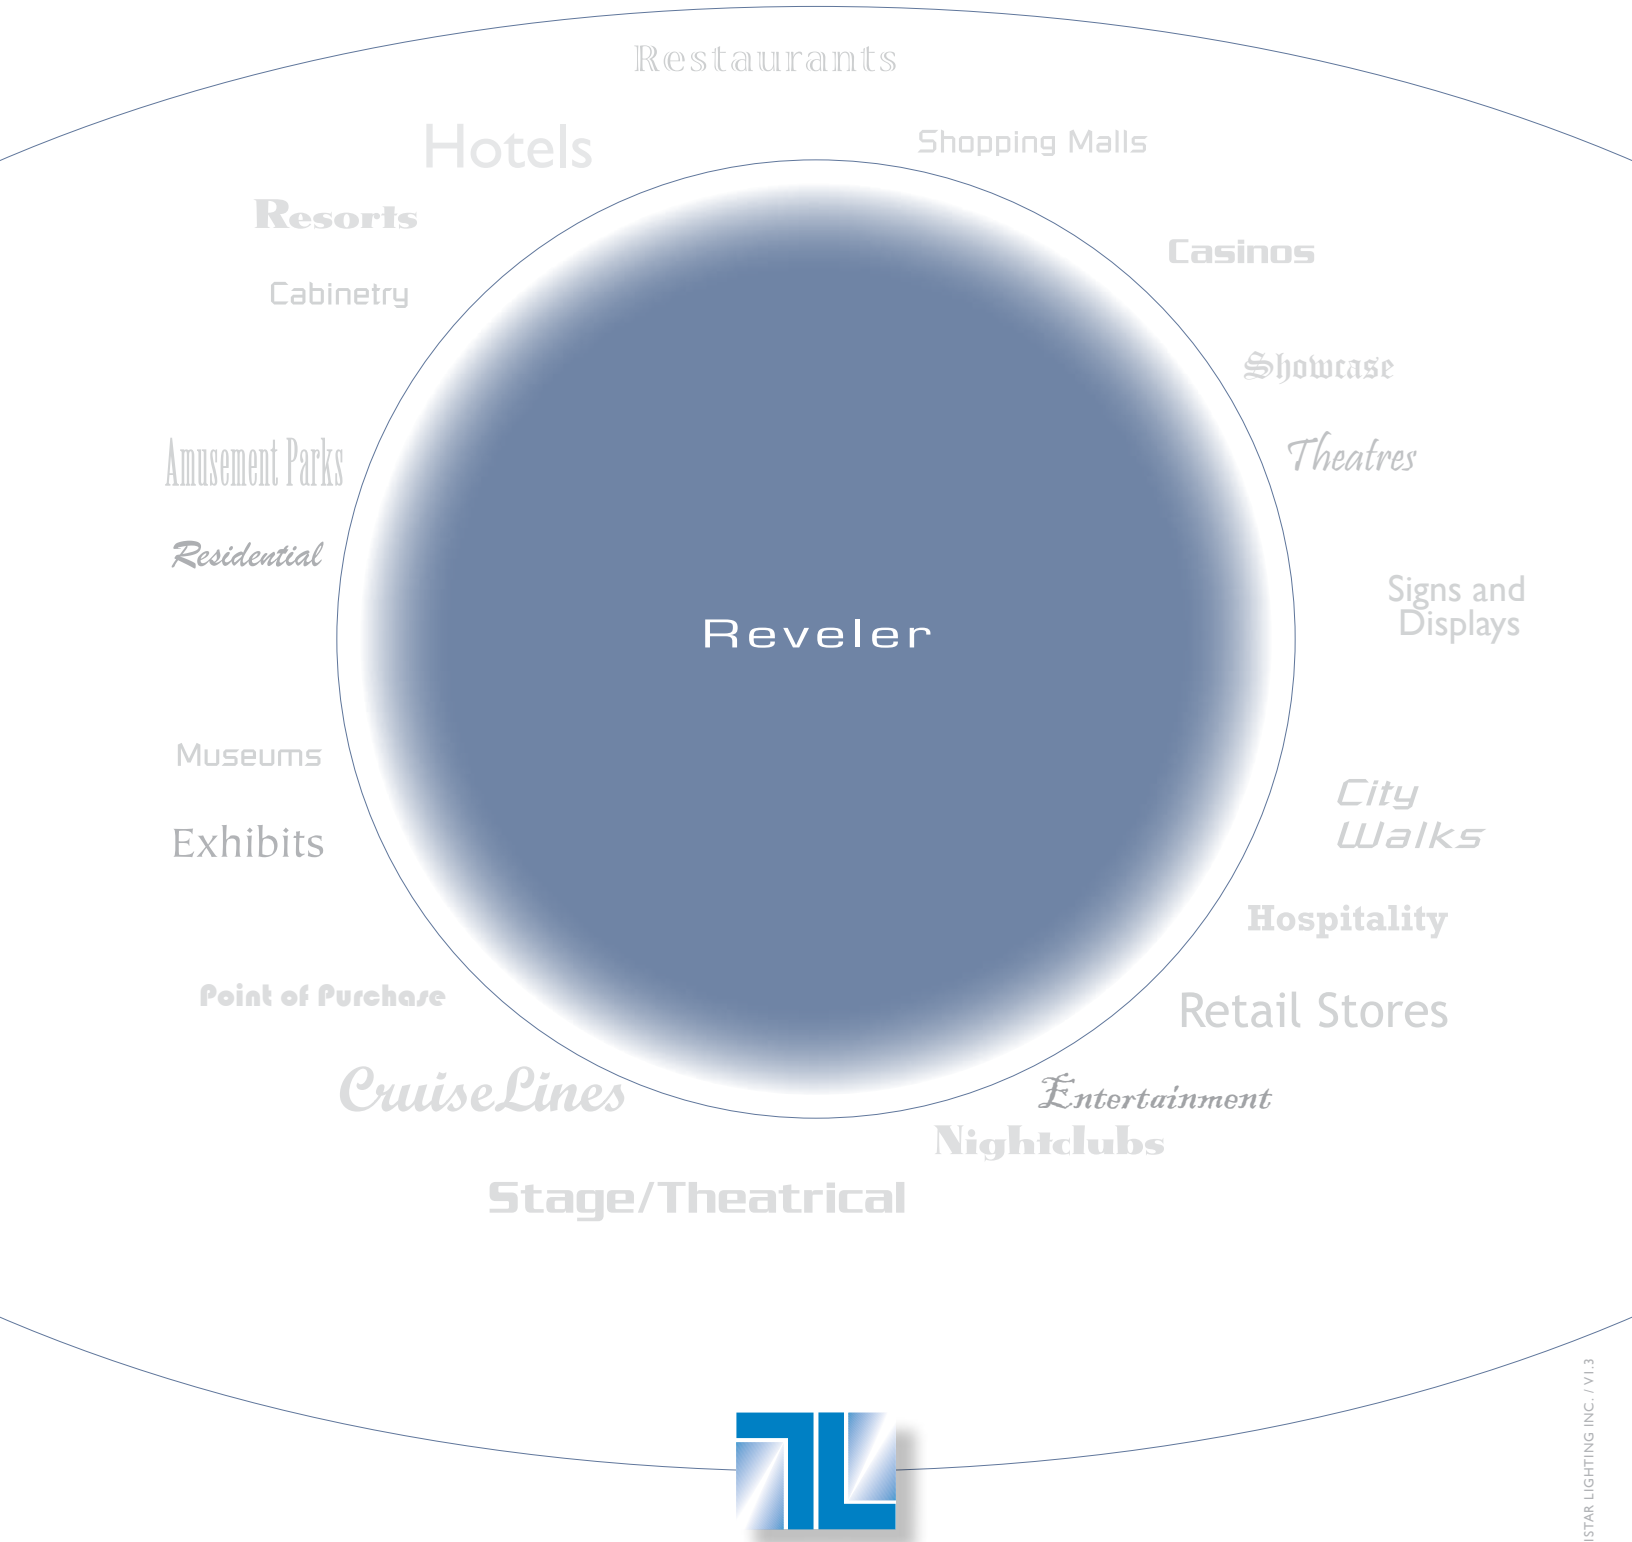 Restaurants
Hotels
Shopping Malls
Resorts
Casinos
Cabinetry
Showcase
Theatres
Amusement Parks
Residential
Signs and
Displays
Reveler
Museums
City
Walks
Exhibits
Hospitality
Point of Purchase
Retail Stores
CruiseLines
Entertainment
Nightclubs
Stage/Theatrical
LIGHTING INC. / V1.3